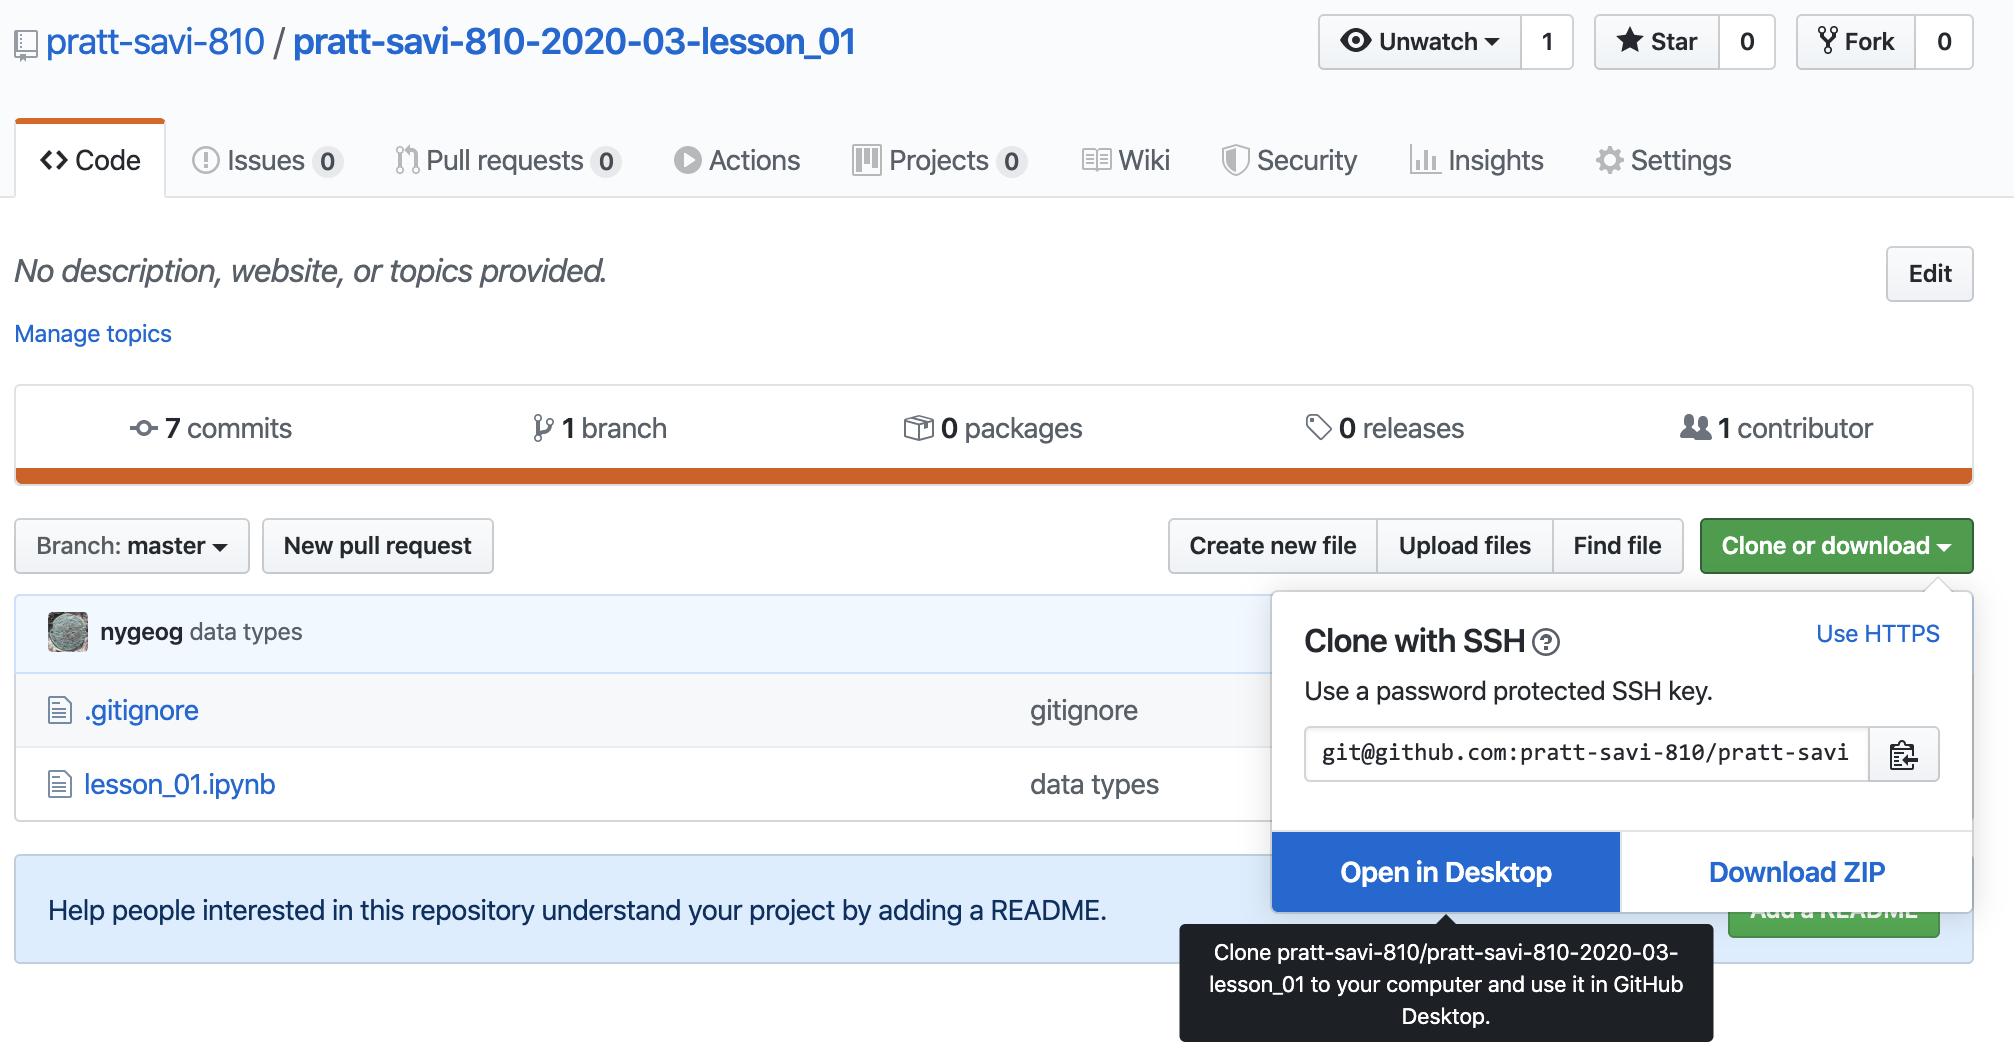 pratt-savi-810 / pratt-savi-810-2020-03-lesson_01
Unwatch 1 Star 0 Fork 0
Code Issues 0 Pull requests 0 Actions Projects 0 Wiki Security Insights Settings
No description, website, or topics provided.
Edit
Manage topics
7 commits 1 branch 0 packages 0 releases 1 contributor
Branch: master New pull request Create new file Upload files Find file Clone or download
nygeog data types
.gitignore gitignore
lesson_01.ipynb data types
Clone with SSH Use HTTPS
Use a password protected SSH key.
git@github.com:pratt-savi-810/pratt-savi
Open in Desktop Download ZIP
Help people interested in this repository understand your project by adding a README.
Add a README
Clone pratt-savi-810/pratt-savi-810-2020-03-
lesson_01 to your computer and use it in GitHub
Desktop.